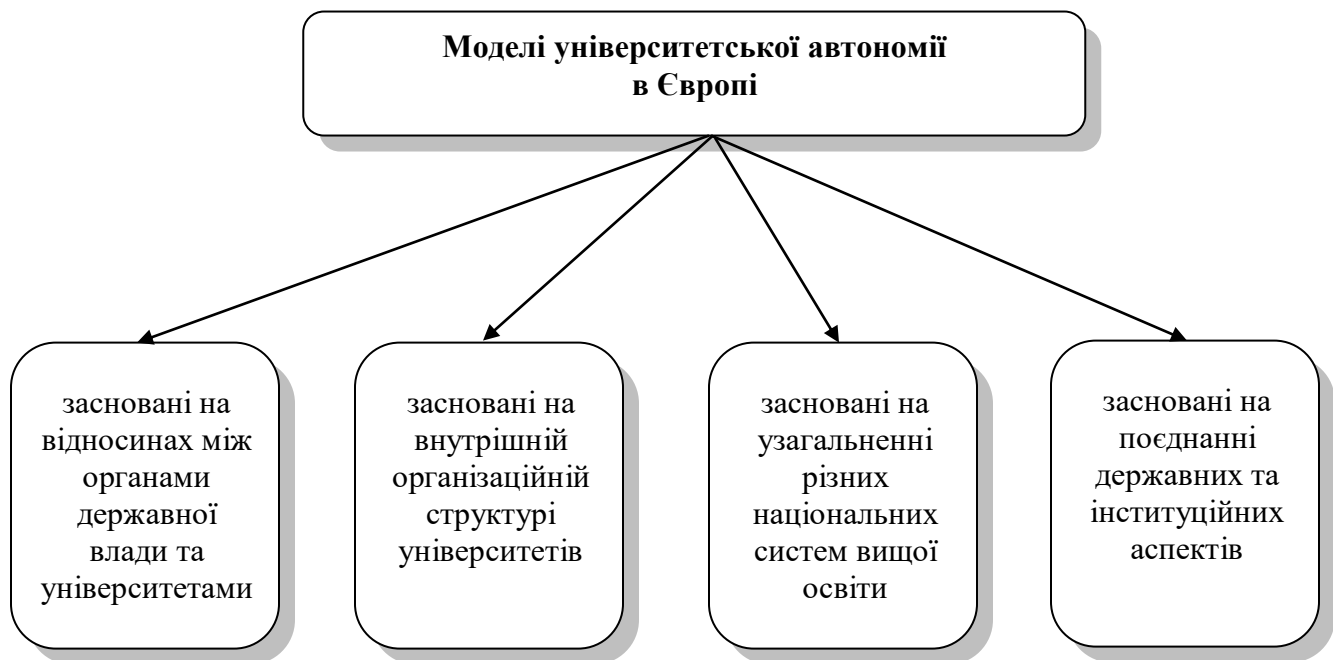 Моделі університетської автономії
в Європі
засновані на
відносинах між
органами
державної
влади та
університетами
засновані на
внутрішній
організаційній
структурі
університетів
засновані на
узагальненні
різних
національних
систем вищої
освіти
засновані на
поєднанні
державних та
інституційних
аспектів